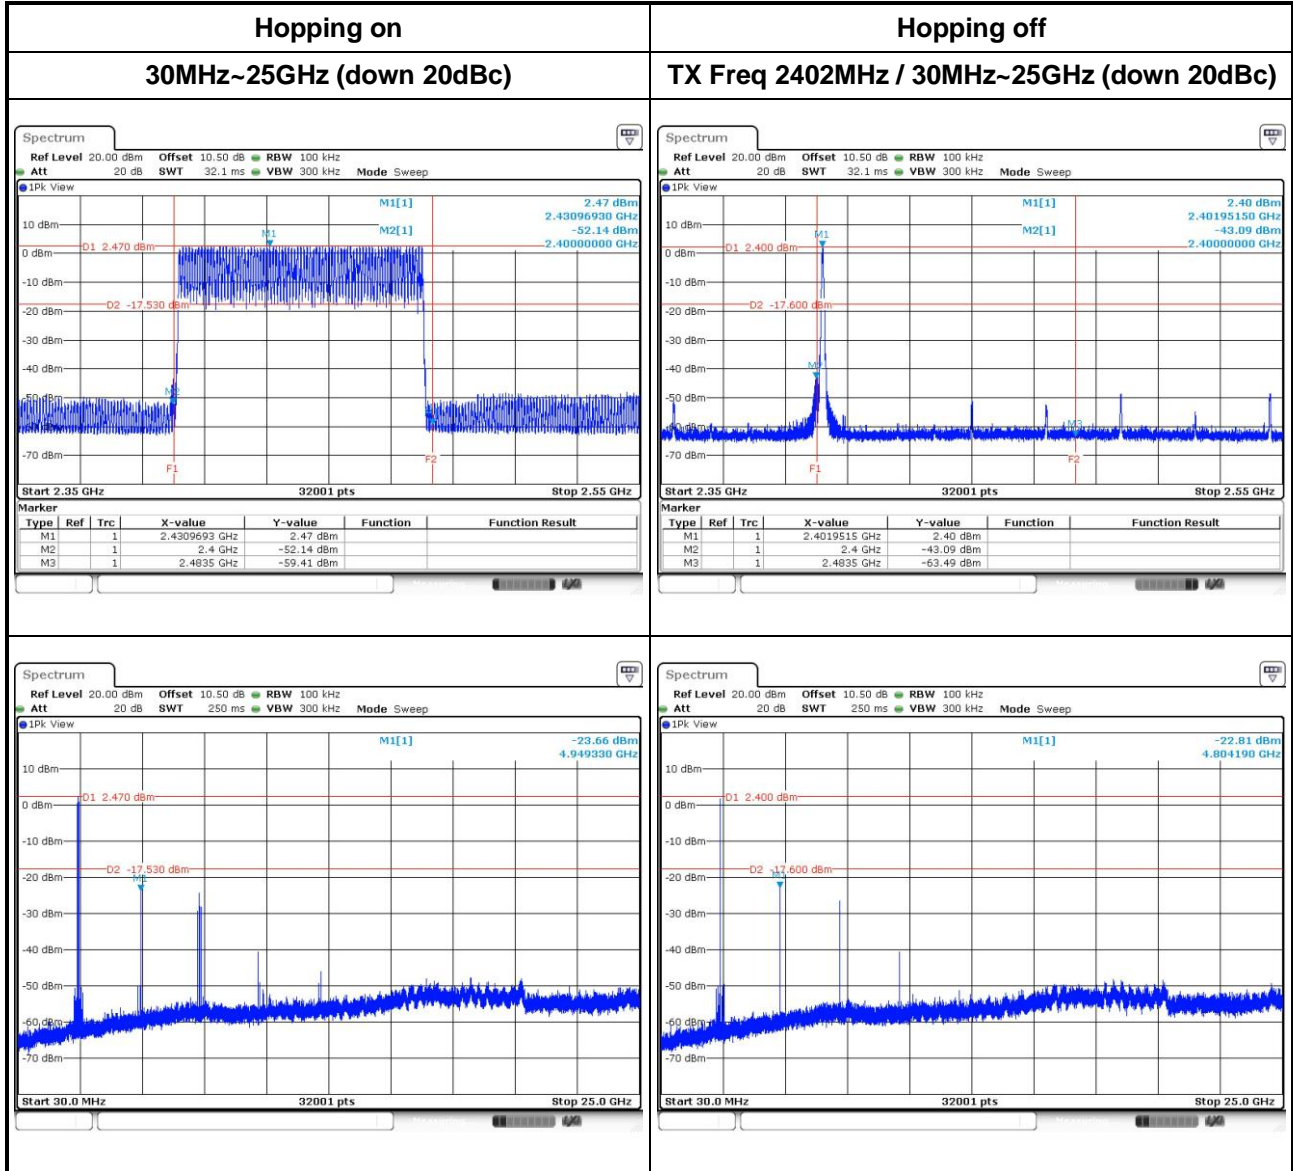 Hopping on
Hopping off
30MHz~25GHz (down 20dBc)
TX Freq 2402MHz / 30MHz~25GHz (down 20dBc)
Spectrum
Ref Level 20.00 dBm Offset 10.50 dB RBW 100 kHz
Att 20 dB SWT 32.1 ms VBW 300 kHz Mode Sweep
1Pk View
M1[1] 2.47 dBm
2.43096930 GHz
M2[1] -52.14 dBm
2.40000000 GHz
10 dBm
M1
D1 2.470 dBm
0 dBm
-10 dBm
D2 -17.530 dBm
-20 dBm
-30 dBm
-40 dBm
M2
-50 dBm
-70 dBm
F1
F2
Start 2.35 GHz 32001 pts Stop 2.55 GHz
Marker
Type Ref Trc X-value Y-value Function Function Result
M1 1 2.4309693 GHz 2.47 dBm
M2 1 2.4 GHz -52.14 dBm
M3 1 2.4835 GHz -59.41 dBm
Spectrum
Ref Level 20.00 dBm Offset 10.50 dB RBW 100 kHz
Att 20 dB SWT 32.1 ms VBW 300 kHz Mode Sweep
1Pk View
M1[1] 2.40 dBm
2.40195150 GHz
M2[1] -43.09 dBm
2.40000000 GHz
10 dBm
M1
D1 2.400 dBm
0 dBm
-10 dBm
D2 -17.600 dBm
-20 dBm
-30 dBm
-40 dBm
M2
-50 dBm
M3
-60 dBm
-70 dBm
F1
F2
Start 2.35 GHz 32001 pts Stop 2.55 GHz
Marker
Type Ref Trc X-value Y-value Function Function Result
M1 1 2.4019515 GHz 2.40 dBm
M2 1 2.4 GHz -43.09 dBm
M3 1 2.4835 GHz -63.49 dBm
Spectrum
Ref Level 20.00 dBm Offset 10.50 dB RBW 100 kHz
Att 20 dB SWT 250 ms VBW 300 kHz Mode Sweep
1Pk View
M1[1] -23.66 dBm
4.949330 GHz
10 dBm
D1 2.470 dBm
0 dBm
-10 dBm
D2 -17.530 dBm
-20 dBm
M1
-30 dBm
-40 dBm
-50 dBm
-60 dBm
-70 dBm
Start 30.0 MHz 32001 pts Stop 25.0 GHz
Spectrum
Ref Level 20.00 dBm Offset 10.50 dB RBW 100 kHz
Att 20 dB SWT 250 ms VBW 300 kHz Mode Sweep
1Pk View
M1[1] -22.81 dBm
4.804190 GHz
10 dBm
D1 2.400 dBm
0 dBm
-10 dBm
D2 -17.600 dBm
-20 dBm
M1
-30 dBm
-40 dBm
-50 dBm
-60 dBm
-70 dBm
Start 30.0 MHz 32001 pts Stop 25.0 GHz